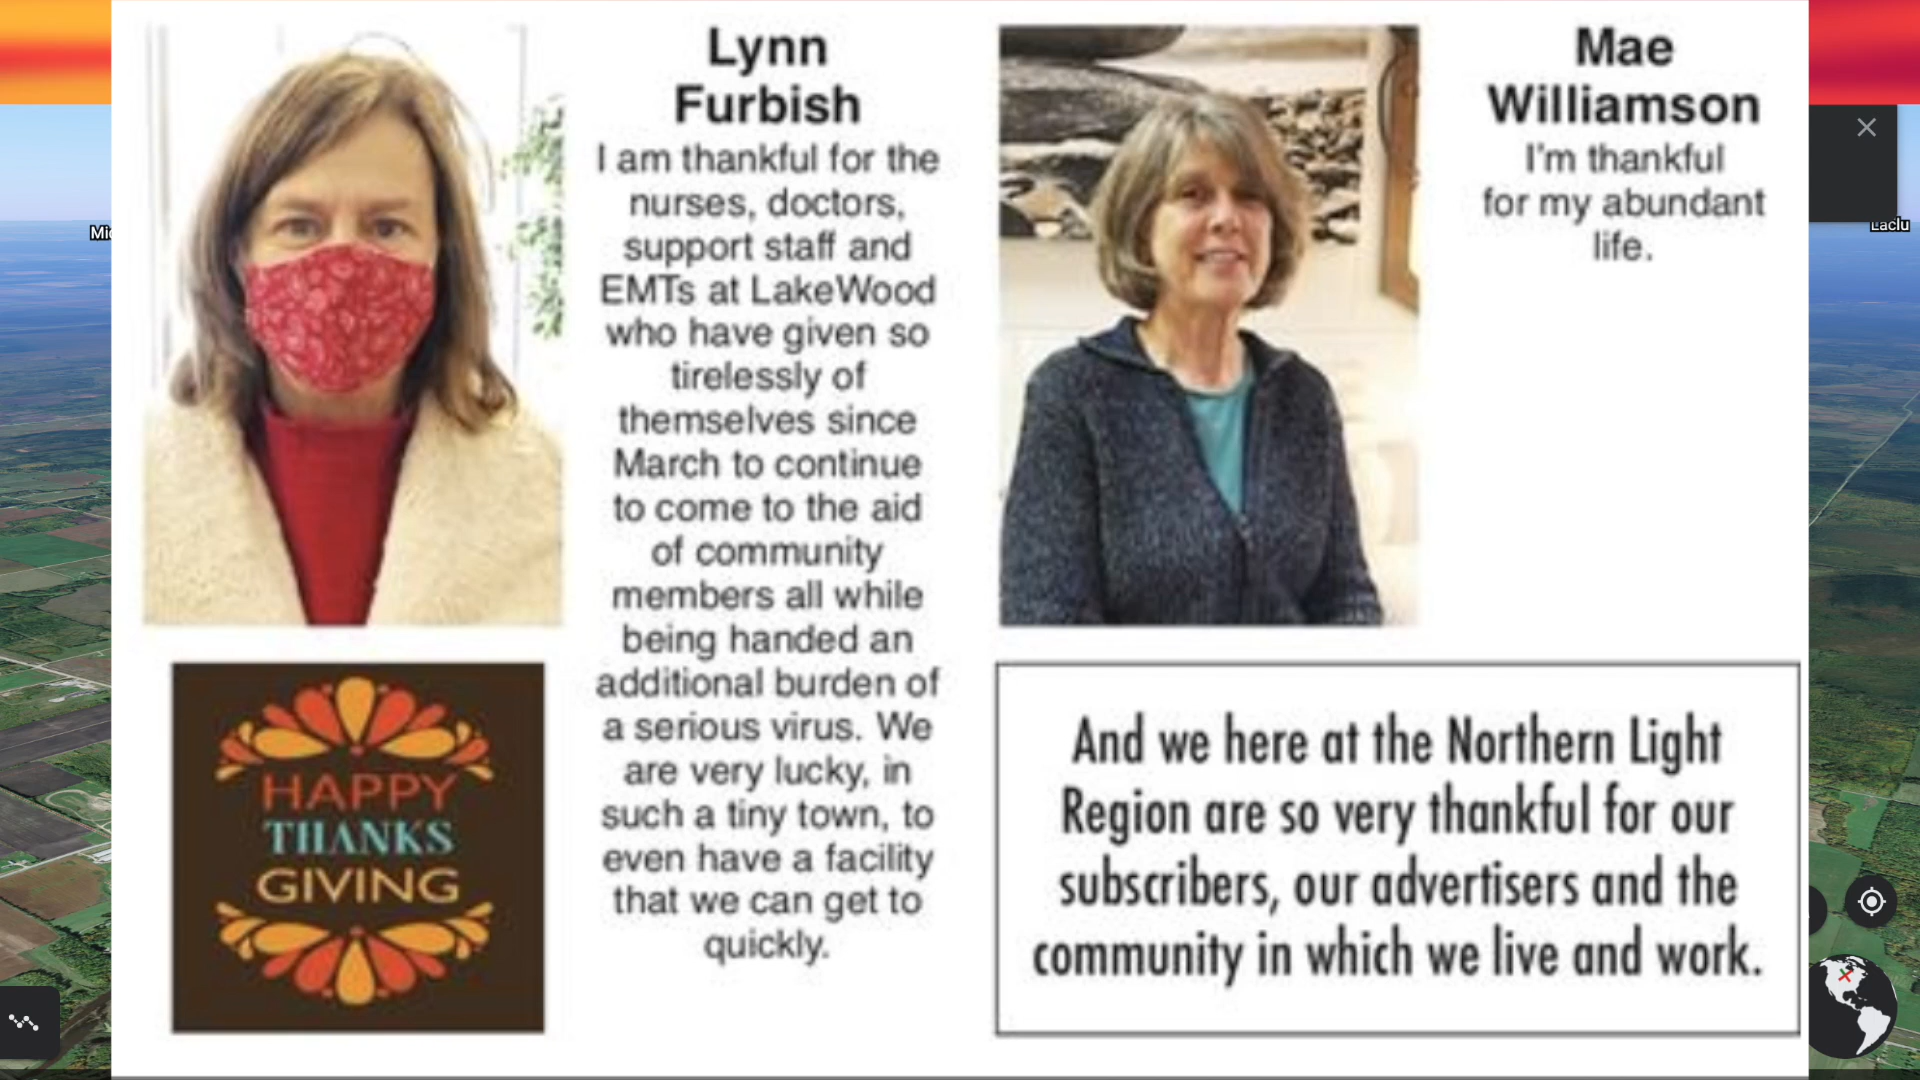 Lynn
Furbish
I am thankful for the
nurses, doctors,
support staff and
EMTs at LakeWood
who have given so
tirelessly of
themselves since
March to continue
to come to the aid
of community
members all while
being handed an
additional burden of
a serious virus. We
are very lucky, in
such a tiny town, to
even have a facility
that we can get to
quickly.
Mae
Williamson
I'm thankful
for my abundant
life.
HAPPY
THANKS
GIVING
And we here at the Northern Light
Region are so very thankful for our
subscribers, our advertisers and the
community in which we live and work.
Laclu